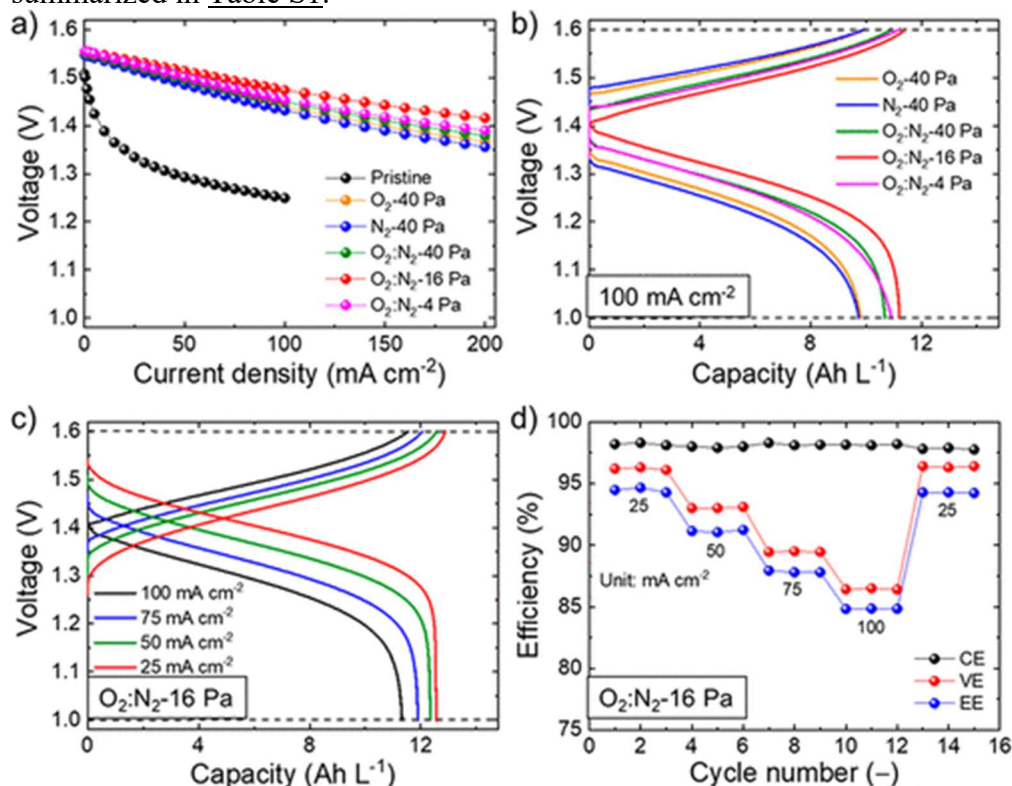 summarized in Table S1.
a)
1.6
1.5
1.4
1.3
1.2
1.1
1.0
Voltage (V)
Pristine
O₂-40 Pa
N₂-40 Pa
O₂:N₂-40 Pa
O₂:N₂-16 Pa
O₂:N₂-4 Pa
0 50 100 150 200
Current density (mA cm⁻²)
b)
1.6
1.5
1.4
1.3
1.2
1.1
1.0
Voltage (V)
O₂-40 Pa
N₂-40 Pa
O₂:N₂-40 Pa
O₂:N₂-16 Pa
O₂:N₂-4 Pa
100 mA cm⁻²
0 4 8 12
Capacity (Ah L⁻¹)
c)
1.6
1.5
1.4
1.3
1.2
1.1
1.0
Voltage (V)
100 mA cm⁻²
75 mA cm⁻²
50 mA cm⁻²
25 mA cm⁻²
O₂:N₂-16 Pa
0 4 8 12
Capacity (Ah L⁻¹)
d)
100
95
90
85
80
75
Efficiency (%)
25
50
75
100
25
Unit: mA cm⁻²
CE
VE
EE
O₂:N₂-16 Pa
0 2 4 6 8 10 12 14 16
Cycle number (–)